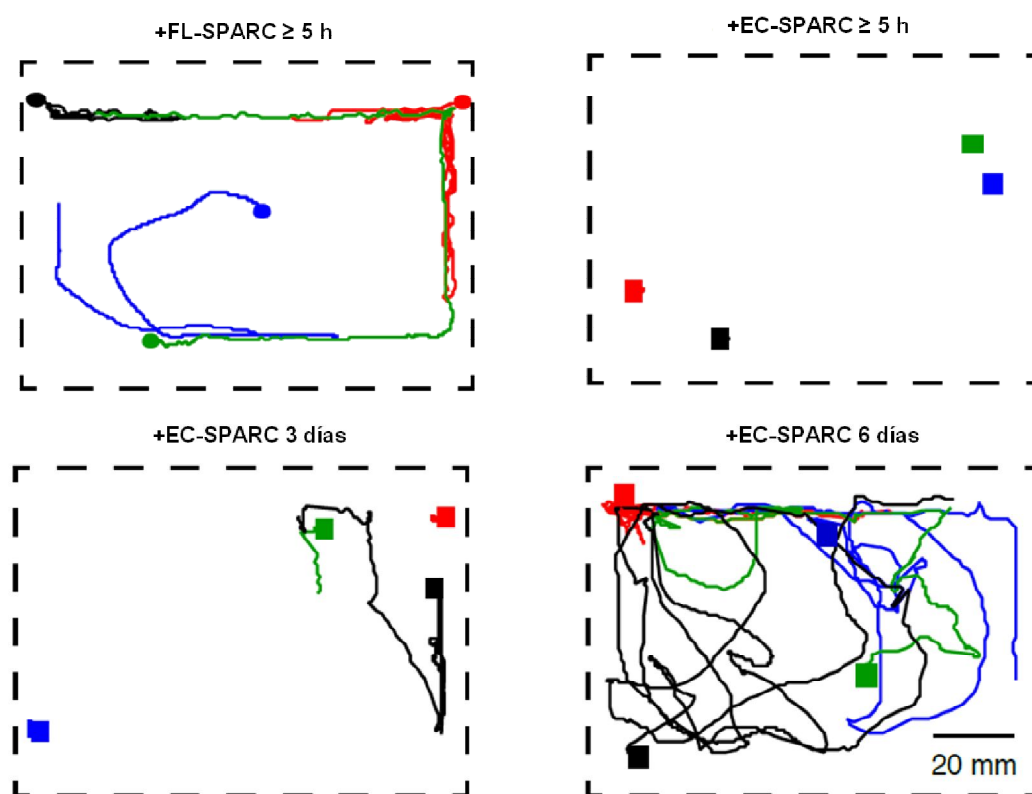 +FL-SPARC ≥ 5 h
+EC-SPARC ≥ 5 h
+EC-SPARC 3 días
+EC-SPARC 6 días
20 mm